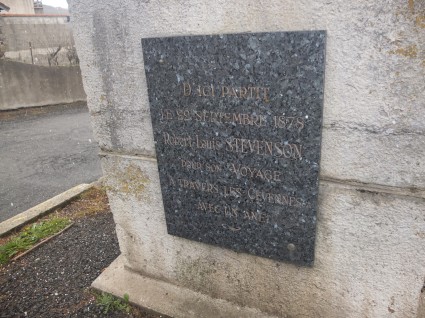 D'ICI PARTIT
LE 22 SEPTEMBRE 1878
Robert Louis STEVENSON
POUR SON VOYAGE
A TRAVERS LES CEVENNES
AVEC UN ANE